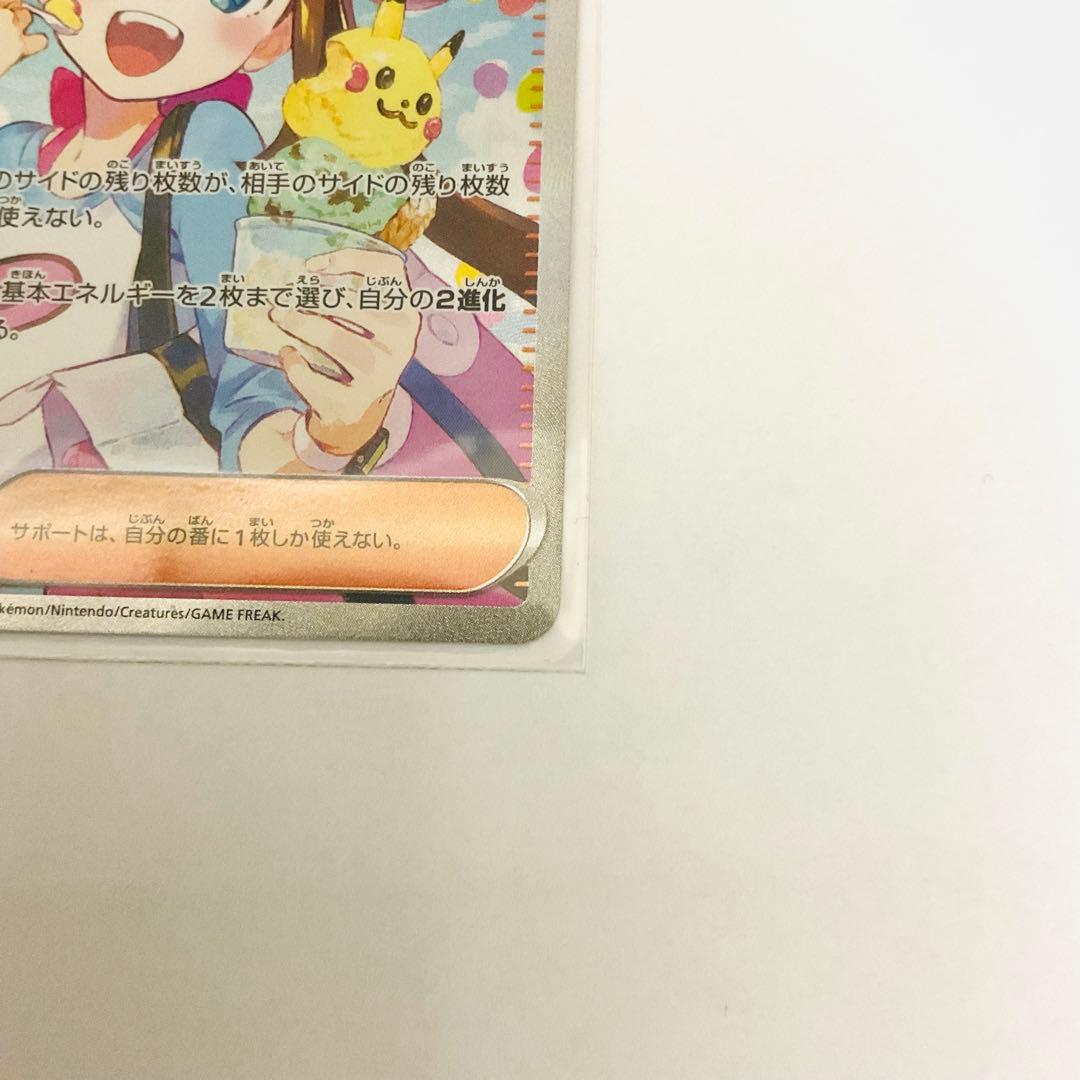 のサイドの残り枚数が、相手のサイドの残り枚数
使えない。
基本エネルギーを2枚まで選び、自分の2進化
る。
サポートは、自分の番に1枚しか使えない。
kémon/Nintendo/Creatures/GAME FREAK.